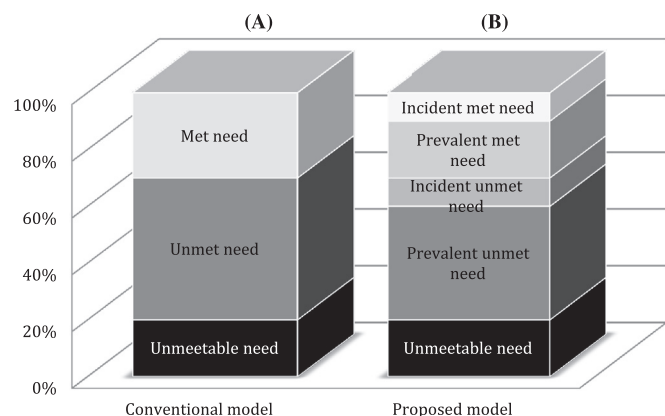 (A)
(B)
100%
80%
60%
40%
20%
0%
Met need
Unmet need
Unmeetable need
Incident met need
Prevalent met
need
Incident unmet
need
Prevalent unmet
need
Unmeetable need
Conventional model
Proposed model